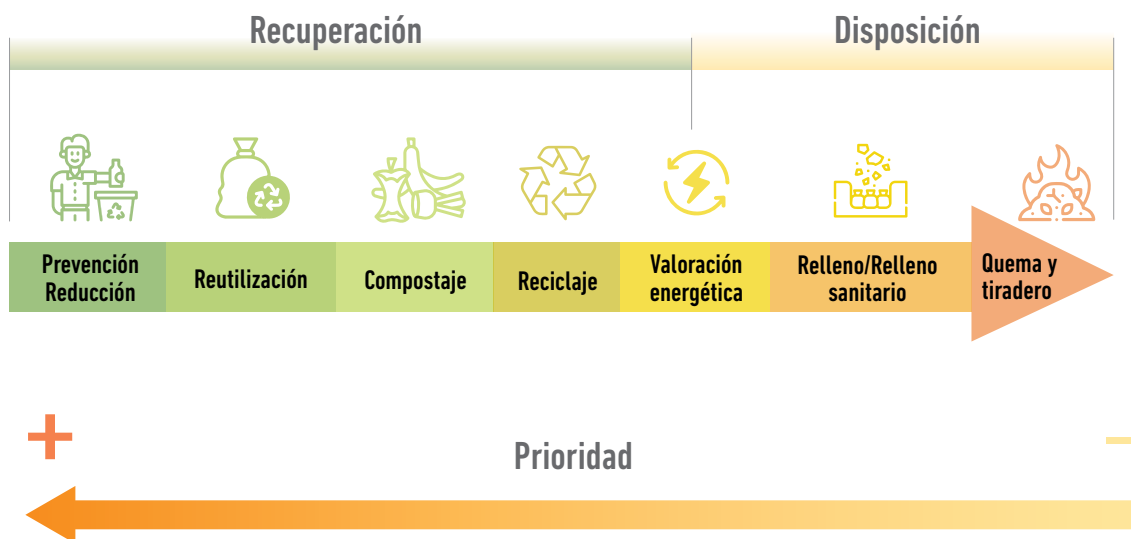 Recuperación
Disposición
Prevención
Reducción
Reutilización
Compostaje
Reciclaje
Valoración
energética
Relleno/Relleno
sanitario
Quema y
tiradero
+
−
Prioridad